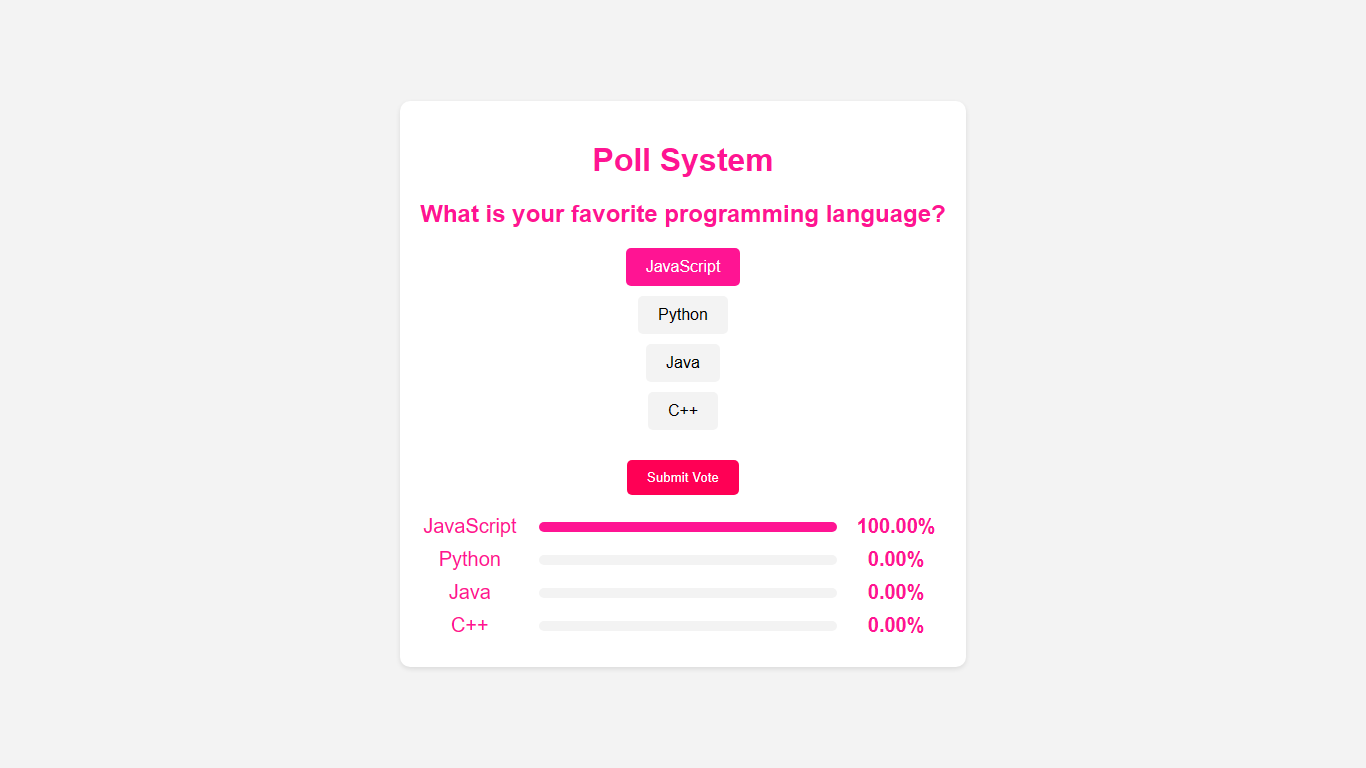 Poll System
What is your favorite programming language?
JavaScript
Python
Java
C++
Submit Vote
JavaScript 100.00%
Python 0.00%
Java 0.00%
C++ 0.00%